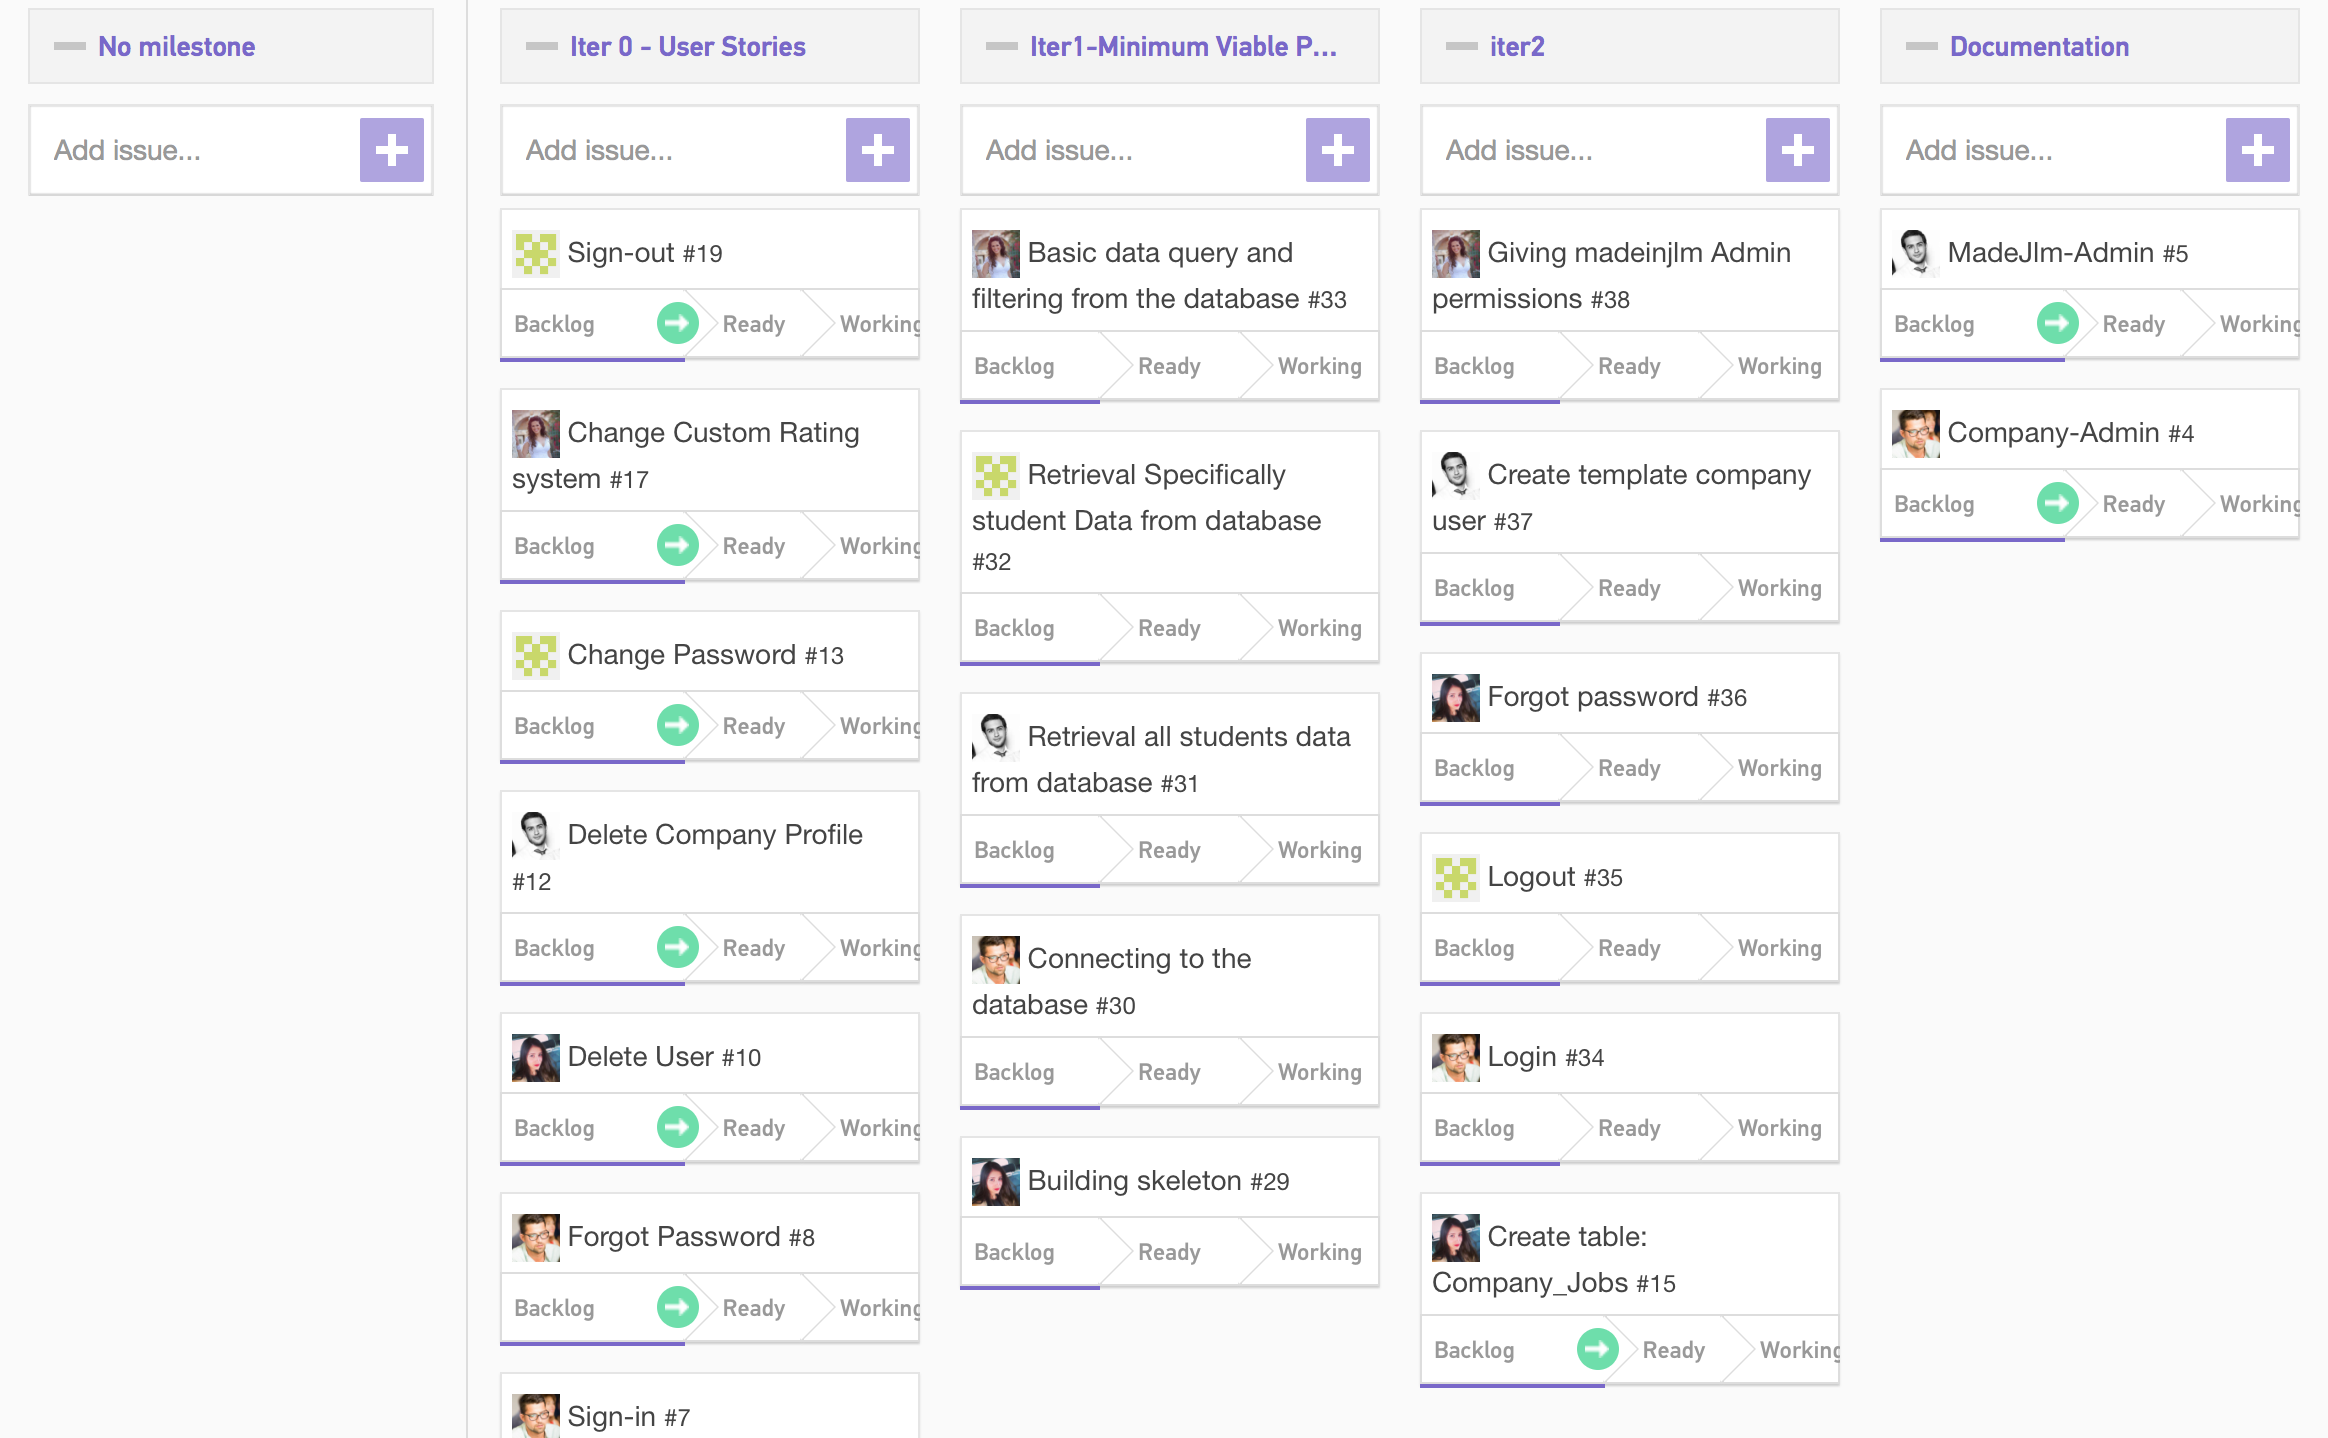 No milestone
Add issue...
Iter 0 - User Stories
Add issue...
Sign-out #19
Backlog Ready Working
Change Custom Rating
system #17
Backlog Ready Working
Change Password #13
Backlog Ready Working
Delete Company Profile
#12
Backlog Ready Working
Delete User #10
Backlog Ready Working
Forgot Password #8
Backlog Ready Working
Sign-in #7
Iter1-Minimum Viable P...
Add issue...
Basic data query and
filtering from the database #33
Backlog Ready Working
Retrieval Specifically
student Data from database
#32
Backlog Ready Working
Retrieval all students data
from database #31
Backlog Ready Working
Connecting to the
database #30
Backlog Ready Working
Building skeleton #29
Backlog Ready Working
iter2
Add issue...
Giving madeinjlm Admin
permissions #38
Backlog Ready Working
Create template company
user #37
Backlog Ready Working
Forgot password #36
Backlog Ready Working
Logout #35
Backlog Ready Working
Login #34
Backlog Ready Working
Create table:
Company_Jobs #15
Backlog Ready Working
Documentation
Add issue...
MadeJlm-Admin #5
Backlog Ready Working
Company-Admin #4
Backlog Ready Working